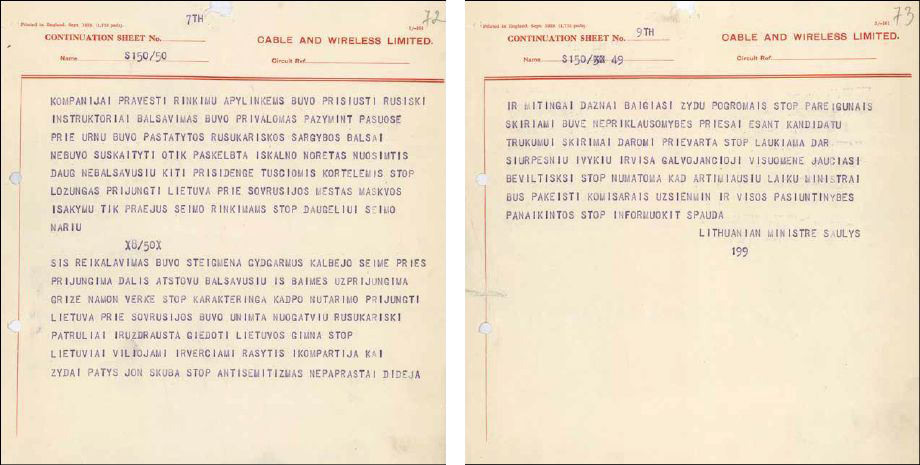 72
7TH
Printed in England. Sept. 1939. (1,750 pads).
CONTINUATION SHEET No.
CABLE AND WIRELESS LIMITED.
Name S150/50
Circuit Ref.
KOMPANIJAI PRAVESTI RINKIMU APYLINKEMS BUVO PRISIUSTI RUSISKI
INSTRUKTORIAI BALSAVIMAS BUVO PRIVALOMAS PAZYMINT PASUOSE
PRIE URNU BUVO PASTATYTOS RUSUKARISKOS SARGYBOS BALSAI
NEBUVO SUSKAITYTI OTIK PASKELBTA ISKALNO NORETAS NUOSIMTIS
DAUG NEBALSAVUSIU KITI PRISIDENGE TUSCIOMIS KORTELEMIS STOP
LOZUNGAS PRIJUNGTI LIETUVA PRIE SOVRUSIJOS MESTAS MASKVOS
ISAKYMU TIK PRAEJUS SEIMO RINKIMAMS STOP DAUGELIUI SEIMO
NARIU
X8/50X
SIS REIKALAVIMAS BUVO STEIGMENA GYDGARMUS KALBEJO SEIME PRIES
PRIJUNGIMA DALIS ATSTOVU BALSAVUSIU IS BAIMES UZPRIJUNGIMA
GRIZE NAMON VERKE STOP KARAKTERINGA KADPO NUTARIMO PRIJUNGTI
LIETUVA PRIE SOVRUSIJOS BUVO UNIMTA NUOGATVIU RUSUKARISKI
PATRULIAI IRUZDRAUSTA GIEDOTI LIETUVOS GIMNA STOP
LIETUVIAI VILIOJAMI IRVERCIAMI RASYTIS IKOMPARTIJA KAI
ZYDAI PATYS JON SKUBA STOP ANTISEMITIZMAS NEPAPRASTAI DIDEJA
73
9TH
Printed in England. Sept. 1939. (1,750 pads).
CONTINUATION SHEET No.
CABLE AND WIRELESS LIMITED.
Name S150/ 49
Circuit Ref.
IR MITINGAI DAZNAI BAIGIASI ZYDU POGROMAIS STOP PAREIGUNAIS
SKIRIAMI BUVE NEPRIKLAUSOMYBES PRIESAI ESANT KANDIDATU
TRUKUMUI SKIRIMAI DAROMI PRIEVARTA STOP LAUKIAMA DAR
SIURPESNIU IVYKIU IRVISA GALVOJANCIOJI VISUOMENE JAUCIASI
BEVILTISKSI STOP NUMATOMA KAD ARTIMIAUSIU LAIKU MINISTRAI
BUS PAKEISTI KOMISARAIS UZSIENMIN IR VISOS PASIUNTINYBES
PANAIKINTOS STOP INFORMUOKIT SPAUDA
LITHUANIAN MINISTRE SAULYS
199